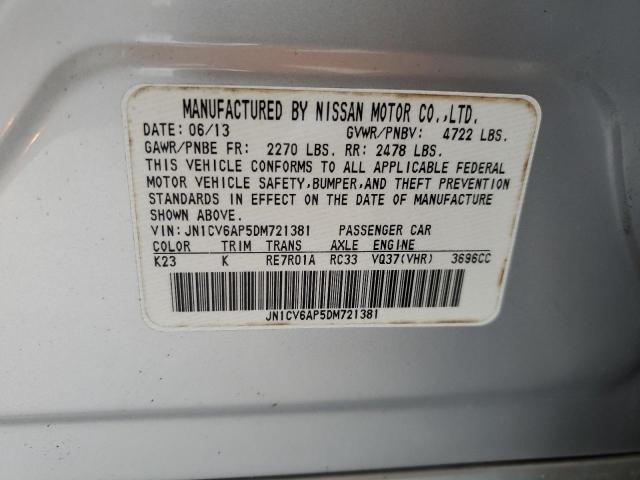 MANUFACTURED BY NISSAN MOTOR CO.,LTD.
DATE: 06/13 GVWR/PNBV: 4722 LBS.
GAWR/PNBE FR: 2270 LBS. RR: 2478 LBS.
THIS VEHICLE CONFORMS TO ALL APPLICABLE FEDERAL
MOTOR VEHICLE SAFETY,BUMPER,AND THEFT PREVENTION
STANDARDS IN EFFECT ON THE DATE OF MANUFACTURE
SHOWN ABOVE.
VIN: JN1CV6AP5DM721381 PASSENGER CAR
COLOR TRIM TRANS AXLE ENGINE
K23 K RE7R01A RC33 VQ37(VHR) 3696CC
JN1CV6AP5DM721381